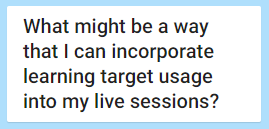 What might be a way
that I can incorporate
learning target usage
into my live sessions?